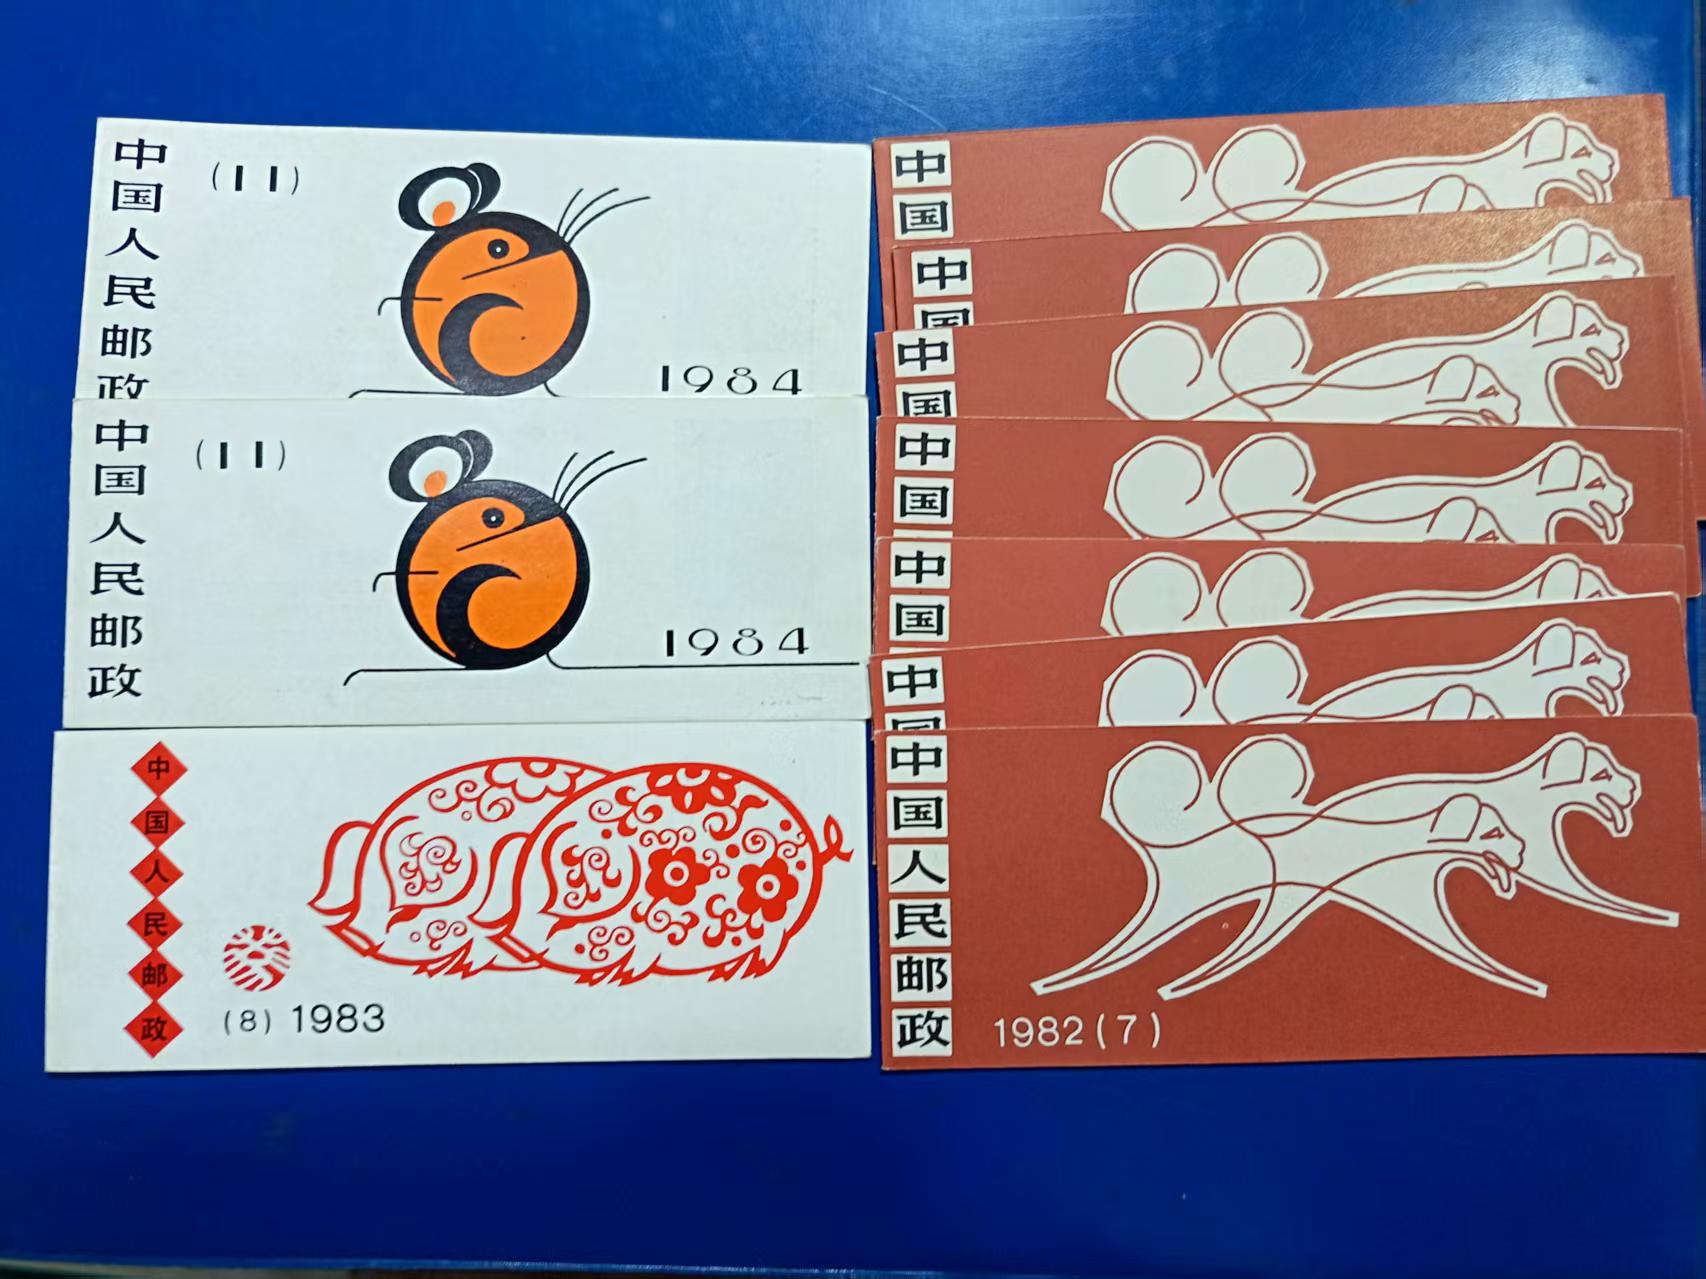 中国人民邮政
(11)
1984
中国人民邮政
(11)
1984
中国人民邮政
(8) 1983
中国
中国
中国
中国
中国
中国
中国人民邮政
1982(7)